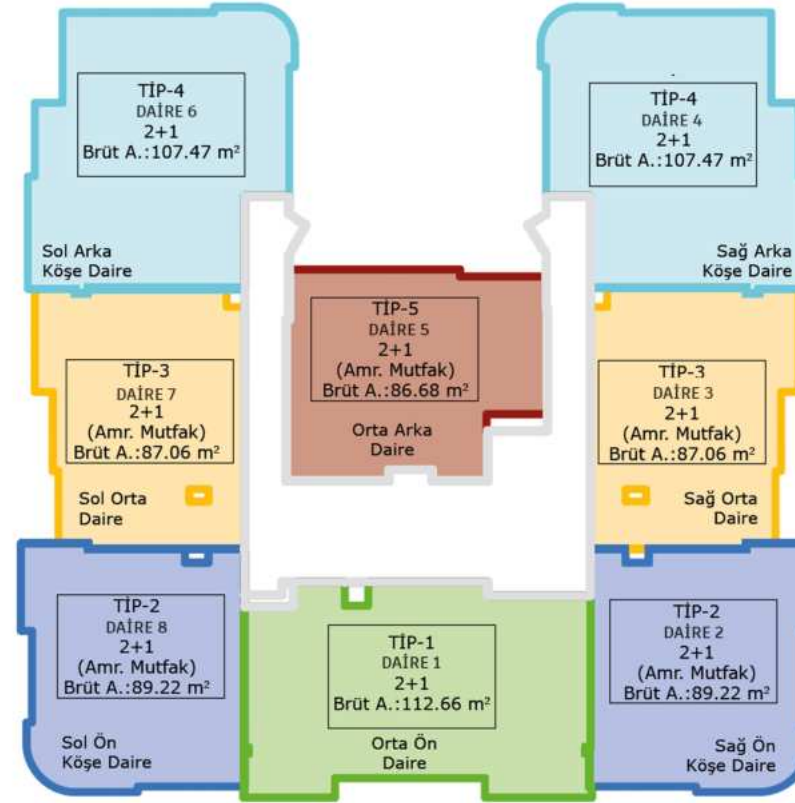 TİP-4
DAİRE 6
2+1
Brüt A.:107.47 m²
Sol Arka
Köşe Daire
TİP-4
DAİRE 4
2+1
Brüt A.:107.47 m²
Sağ Arka
Köşe Daire
TİP-5
DAİRE 5
2+1
(Amr. Mutfak)
Brüt A.:86.68 m²
Orta Arka
Daire
TİP-3
DAİRE 7
2+1
(Amr. Mutfak)
Brüt A.:87.06 m²
Sol Orta
Daire
TİP-3
DAİRE 3
2+1
(Amr. Mutfak)
Brüt A.:87.06 m²
Sağ Orta
Daire
TİP-2
DAİRE 8
2+1
(Amr. Mutfak)
Brüt A.:89.22 m²
Sol Ön
Köşe Daire
TİP-1
DAİRE 1
2+1
Brüt A.:112.66 m²
Orta Ön
Daire
TİP-2
DAİRE 2
2+1
(Amr. Mutfak)
Brüt A.:89.22 m²
Sağ Ön
Köşe Daire